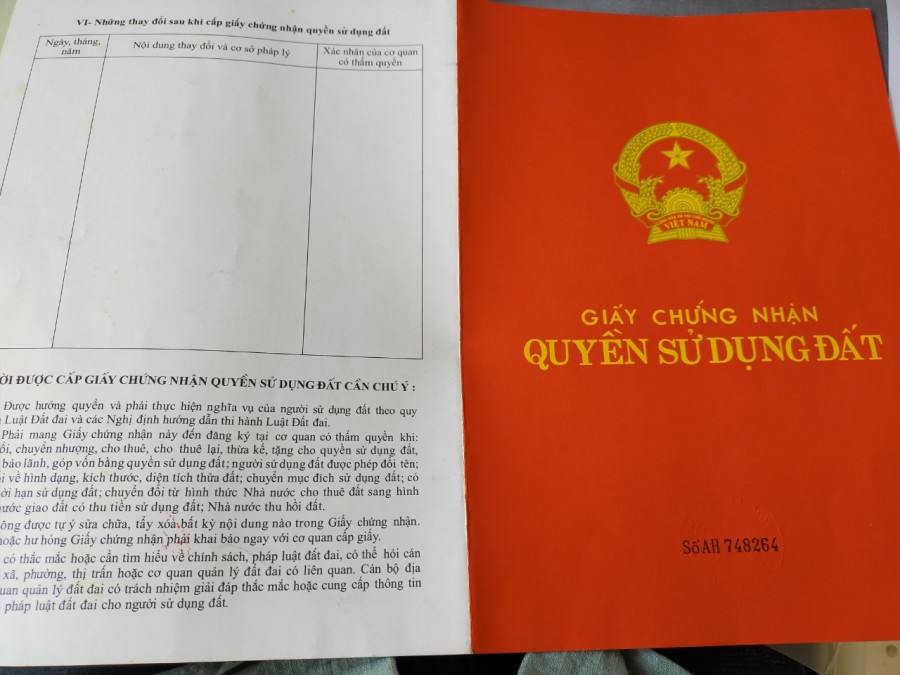 VI- Những thay đổi sau khi cấp giấy chứng nhận quyền sử dụng đất
Ngày, tháng, năm
Nội dung thay đổi và cơ sở pháp lý
Xác nhận của cơ quan có thẩm quyền
ĐƯỢC CẤP GIẤY CHỨNG NHẬN QUYỀN SỬ DỤNG ĐẤT CẦN CHÚ Ý :
Được hưởng quyền và phải thực hiện nghĩa vụ của người sử dụng đất theo quy
Luật Đất đai và các Nghị định hướng dẫn thi hành Luật Đất đai.
Phải mang Giấy chứng nhận này đến đăng ký tại cơ quan có thẩm quyền khi:
chuyển nhượng, cho thuê, cho thuê lại, thừa kế, tặng cho quyền sử dụng đất,
bảo lãnh, góp vốn bằng quyền sử dụng đất; người sử dụng đất được phép đổi tên;
về hình dạng, kích thước, diện tích thửa đất; chuyển mục đích sử dụng đất; có
hạn sử dụng đất; chuyển đổi từ hình thức Nhà nước cho thuê đất sang hình
giao đất có thu tiền sử dụng đất; Nhà nước thu hồi đất.
được tự ý sửa chữa, tẩy xóa bất kỳ nội dung nào trong Giấy chứng nhận.
hoặc hư hỏng Giấy chứng nhận phải khai báo ngay với cơ quan cấp giấy.
có thắc mắc hoặc cần tìm hiểu về chính sách, pháp luật đất đai, có thể hỏi cán
xã, phường, thị trấn hoặc cơ quan quản lý đất đai có liên quan. Cán bộ địa
quan quản lý đất đai có trách nhiệm giải đáp thắc mắc hoặc cung cấp thông tin
pháp luật đất đai cho người sử dụng đất.
VIỆT NAM
GIẤY CHỨNG NHẬN
QUYỀN SỬ DỤNG ĐẤT
Số AH 748264